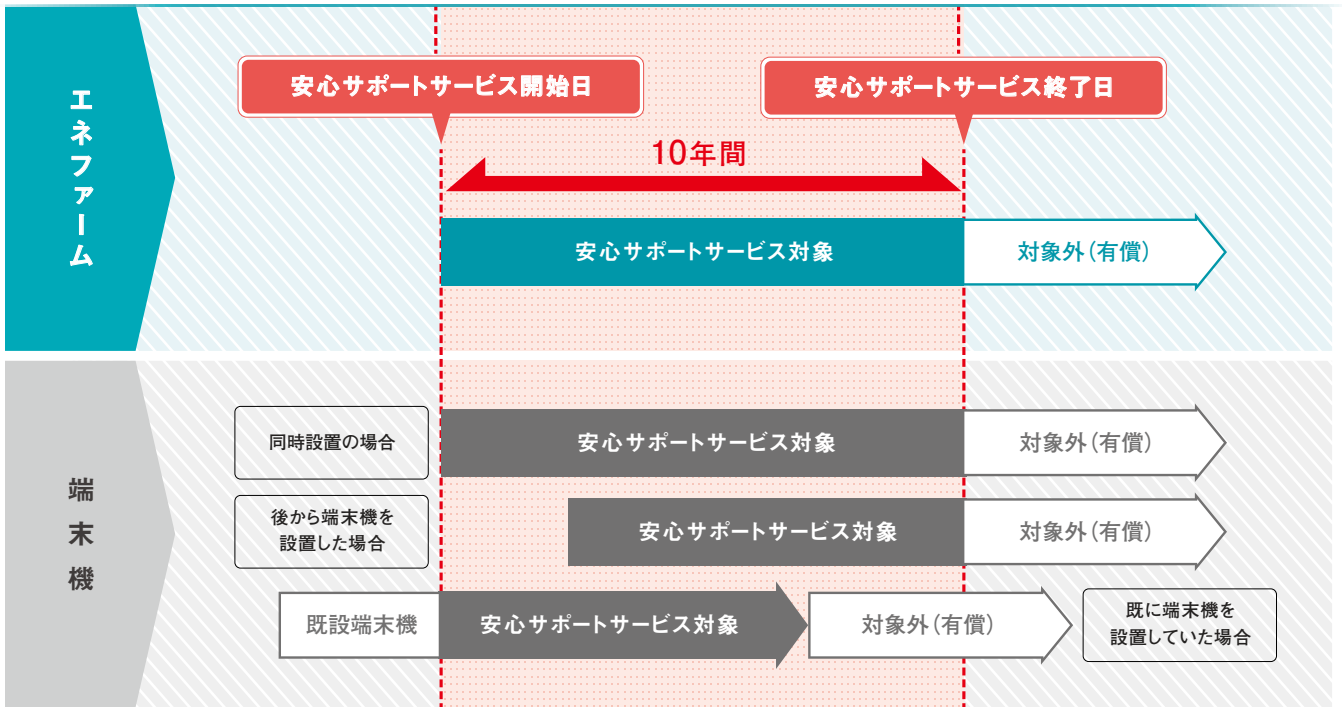 エネファーム
安心サポートサービス開始日
安心サポートサービス終了日
10年間
安心サポートサービス対象
対象外(有償)
端末機
同時設置の場合
安心サポートサービス対象
対象外(有償)
後から端末機を
設置した場合
安心サポートサービス対象
対象外(有償)
既設端末機
安心サポートサービス対象
対象外(有償)
既に端末機を
設置していた場合